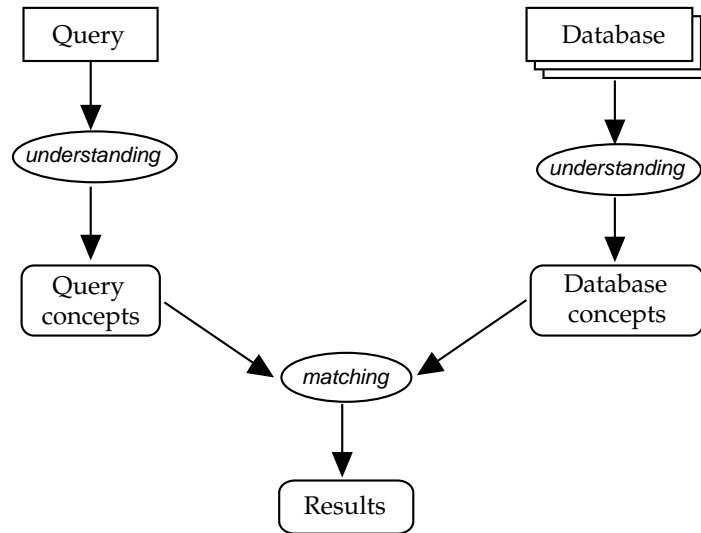 Query
Database
understanding
understanding
Query
concepts
Database
concepts
matching
Results